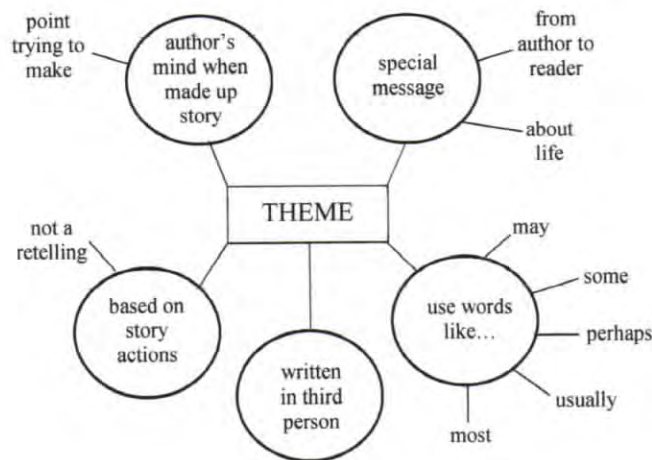 point
trying to
make
author's
mind when
made up
story
special
message
from
author to
reader
about
life
THEME
not a
retelling
based on
story
actions
written
in third
person
use words
like...
may
some
perhaps
usually
most